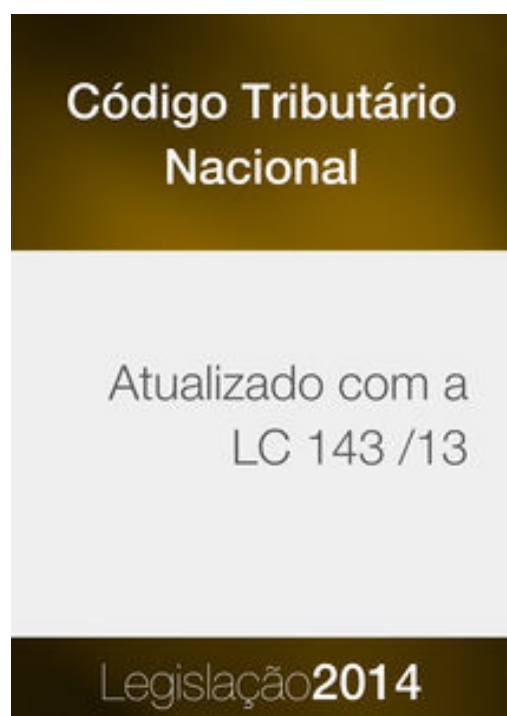 Código Tributário
Nacional
Atualizado com a
LC 143 /13
Legislação2014